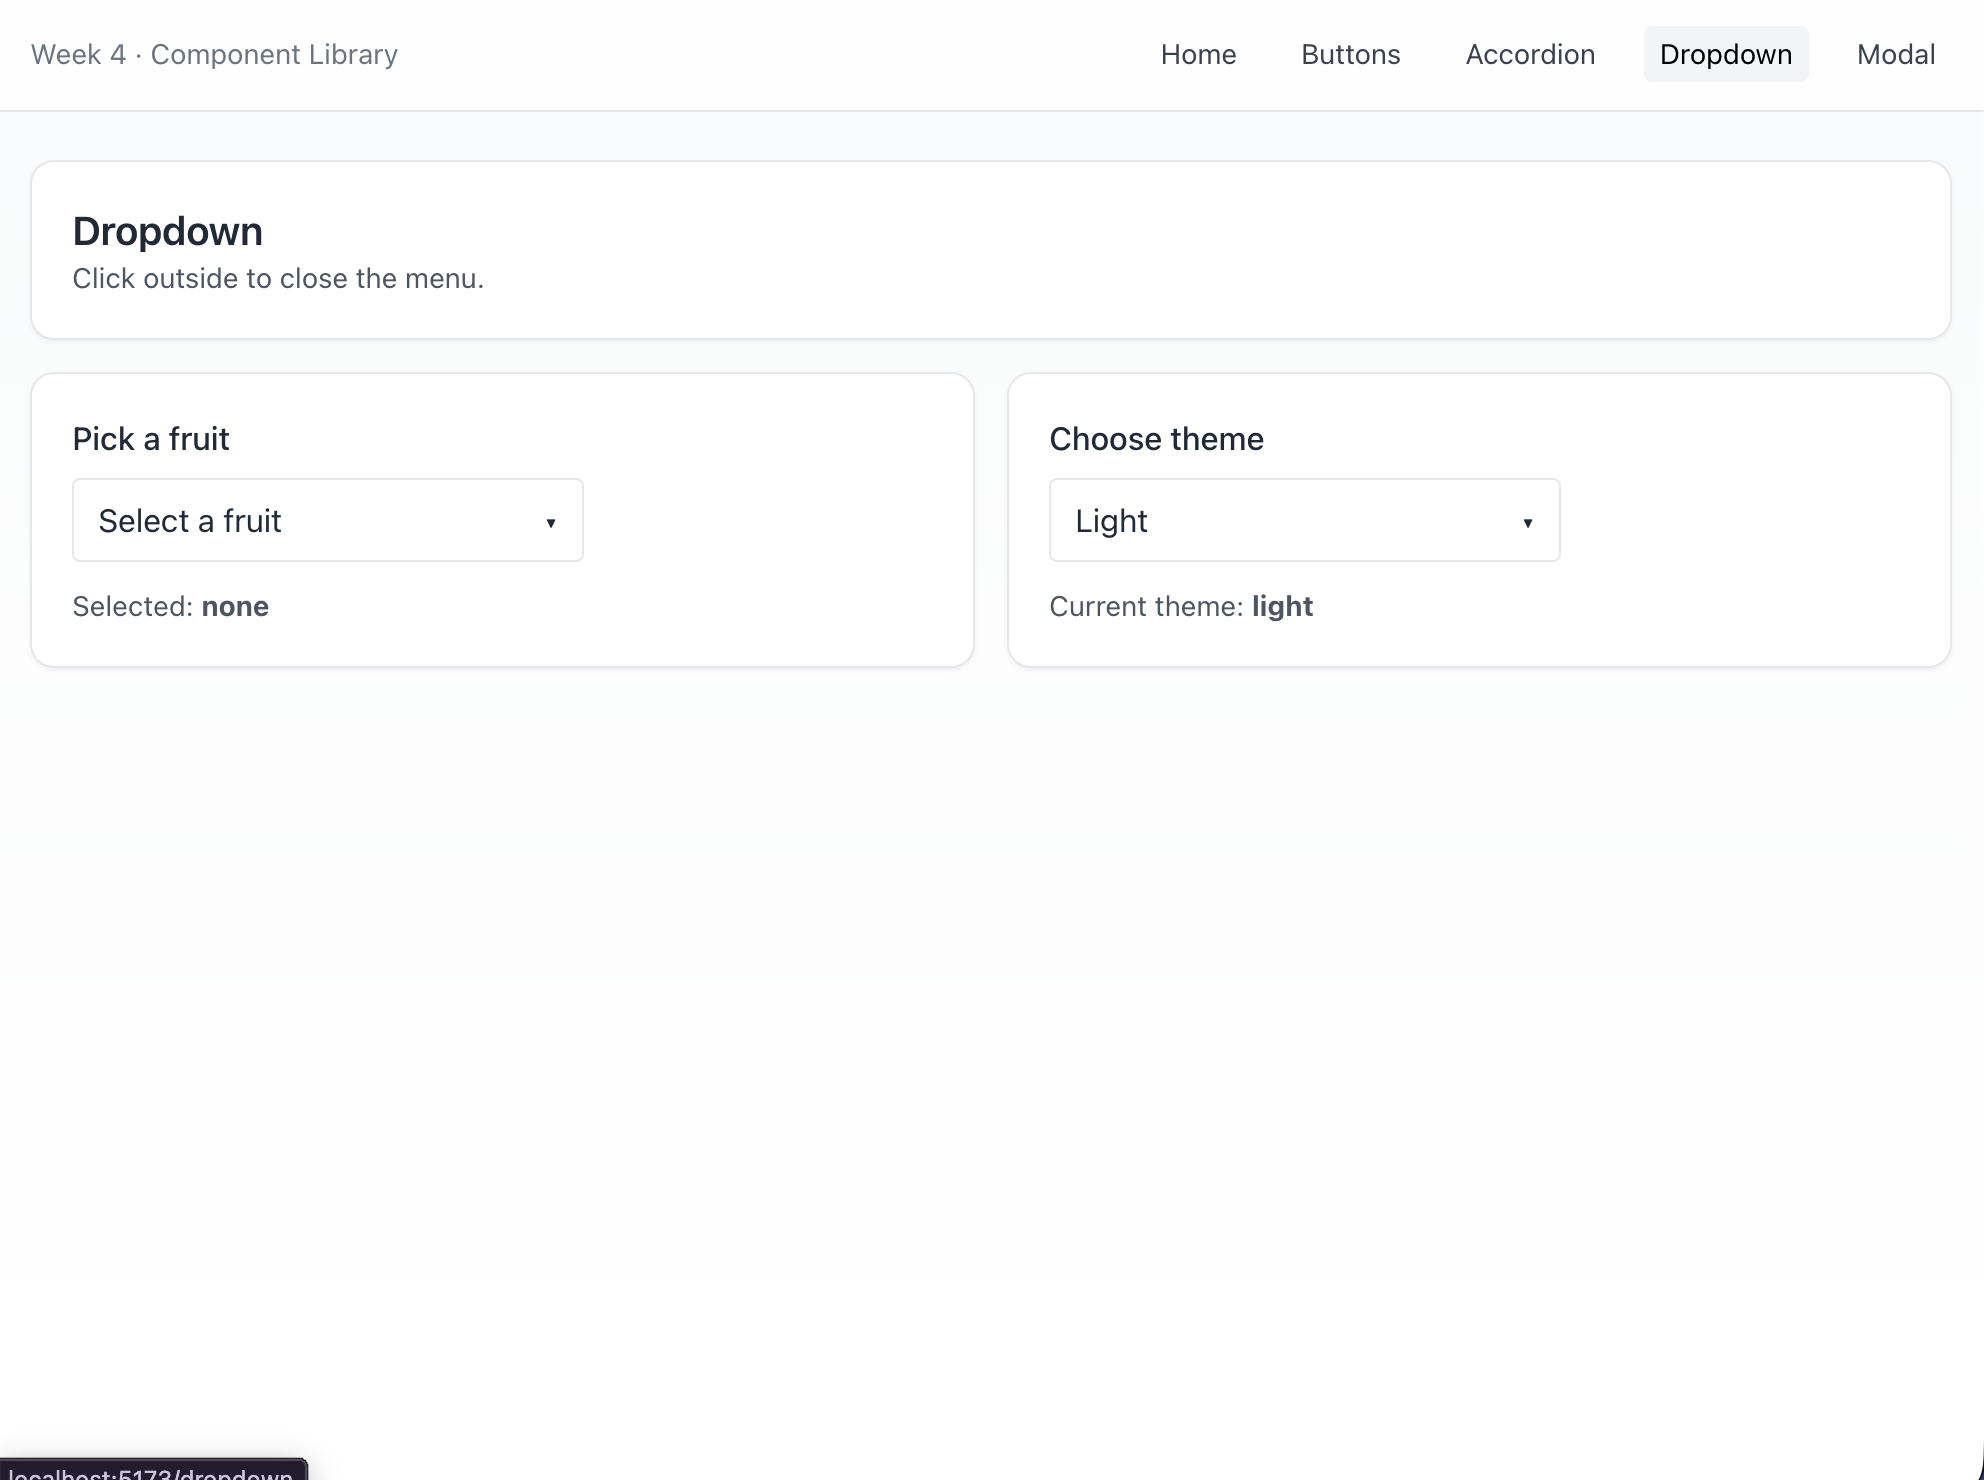 Week 4 · Component Library
Home Buttons Accordion Dropdown Modal
Dropdown
Click outside to close the menu.
Pick a fruit
Select a fruit ▾
Selected: none
Choose theme
Light ▾
Current theme: light
localhost:5173/dropdown